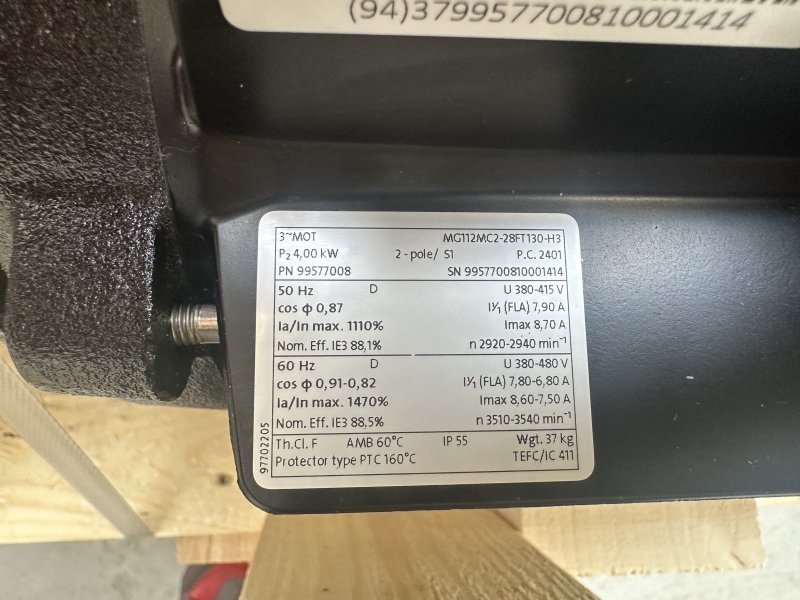 (94)379957700810001414
3~MOT MG112MC2-28FT130-H3
P₂ 4,00 kW 2-pole/ S1 P.C. 2401
PN 99577008 SN 9957700810001414
50 Hz D U 380-415 V
cos φ 0,87 I¹/₁ (FLA) 7,90 A
Ia/In max. 1110% Imax 8,70 A
Nom. Eff. IE3 88,1% n 2920-2940 min⁻¹
60 Hz D U 380-480 V
cos φ 0,91-0,82 I¹/₁ (FLA) 7,80-6,80 A
Ia/In max. 1470% Imax 8,60-7,50 A
Nom. Eff. IE3 88,5% n 3510-3540 min⁻¹
Th.Cl. F AMB 60°C IP 55 Wgt. 37 kg
Protector type PTC 160°C TEFC/IC 411
97702205